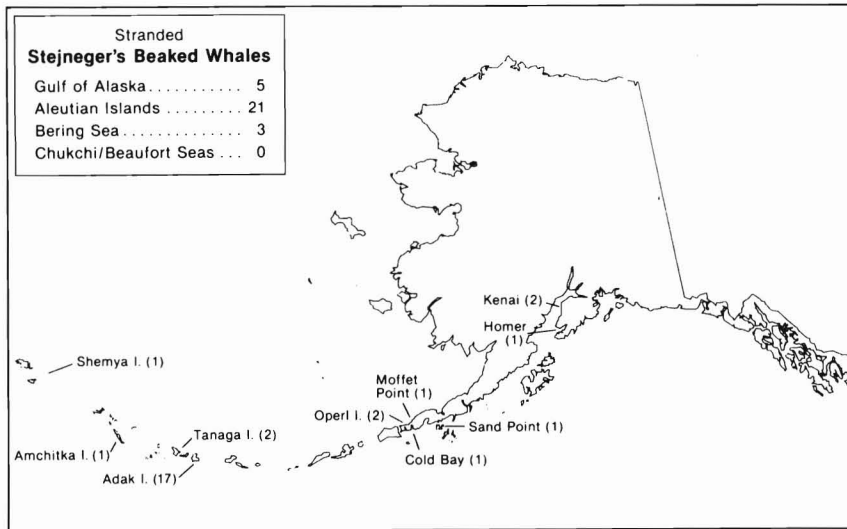 Stranded
Stejneger's Beaked Whales
Gulf of Alaska........... 5
Aleutian Islands ......... 21
Bering Sea .............. 3
Chukchi/Beaufort Seas ... 0
Kenai (2)
Homer
(1)
Shemya I. (1)
Moffet
Point (1)
Operl I. (2)
Sand Point (1)
Tanaga I. (2)
Amchitka I. (1)
Cold Bay (1)
Adak I. (17)